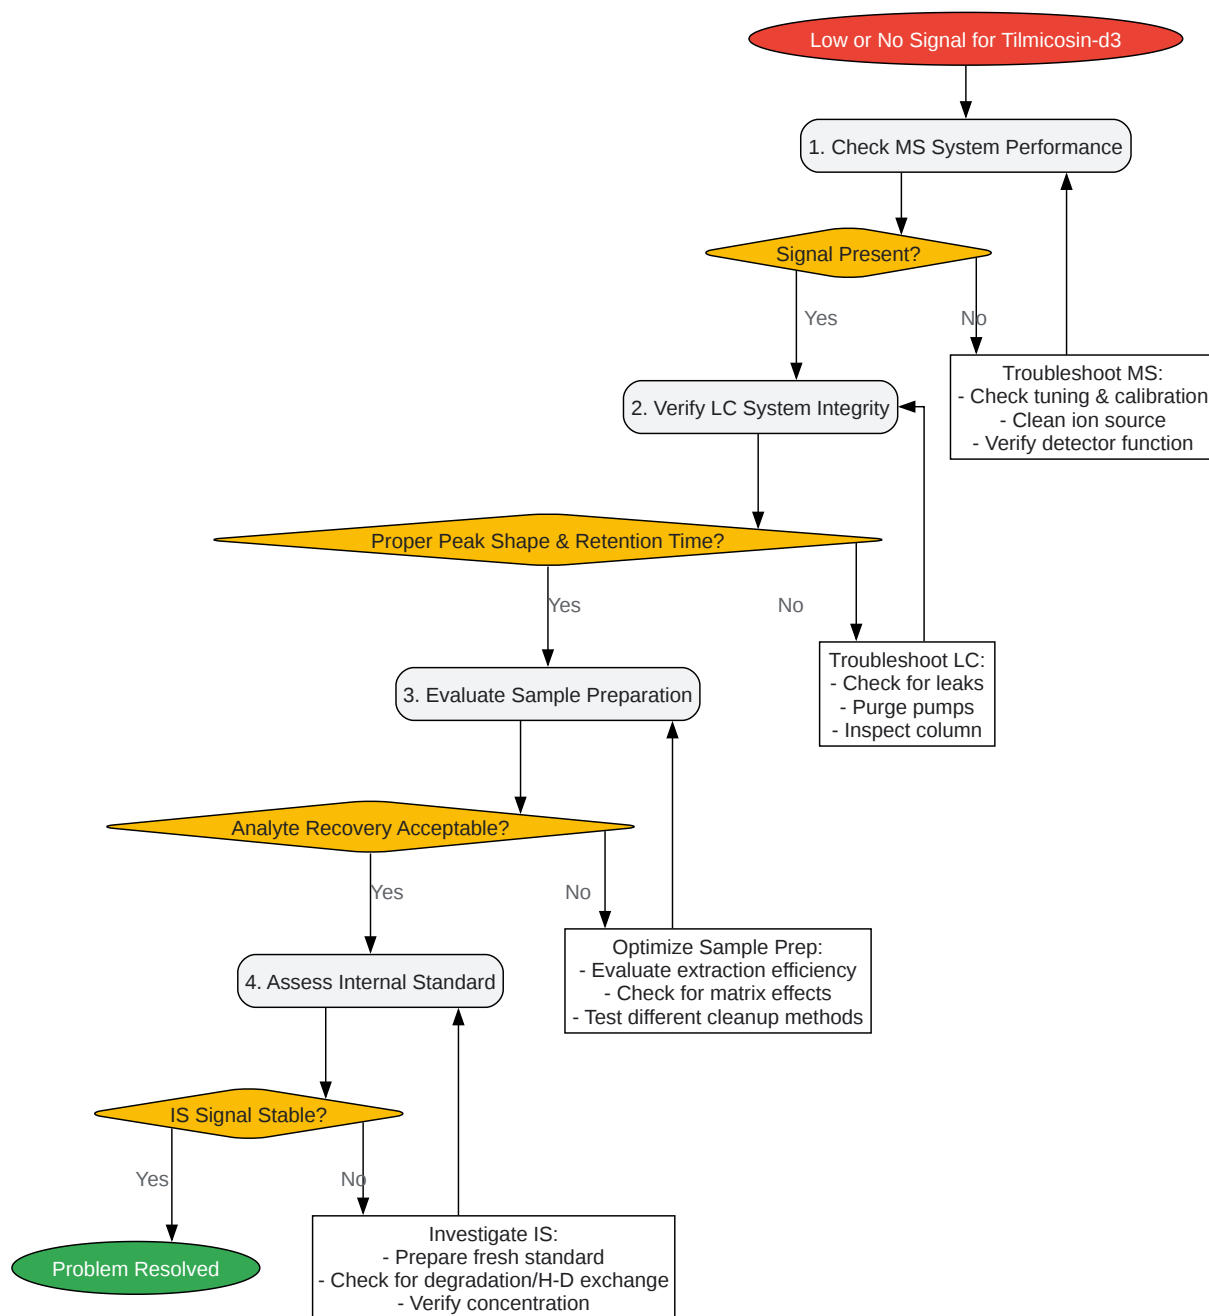 Low or No Signal for Tilmicosin-d3
1. Check MS System Performance
Signal Present?
Yes
No
Troubleshoot MS:
- Check tuning & calibration
- Clean ion source
- Verify detector function
2. Verify LC System Integrity
Proper Peak Shape & Retention Time?
Yes
No
Troubleshoot LC:
- Check for leaks
- Purge pumps
- Inspect column
3. Evaluate Sample Preparation
Analyte Recovery Acceptable?
Yes
No
Optimize Sample Prep:
- Evaluate extraction efficiency
- Check for matrix effects
- Test different cleanup methods
4. Assess Internal Standard
IS Signal Stable?
Yes
No
Investigate IS:
- Prepare fresh standard
- Check for degradation/H-D exchange
- Verify concentration
Problem Resolved